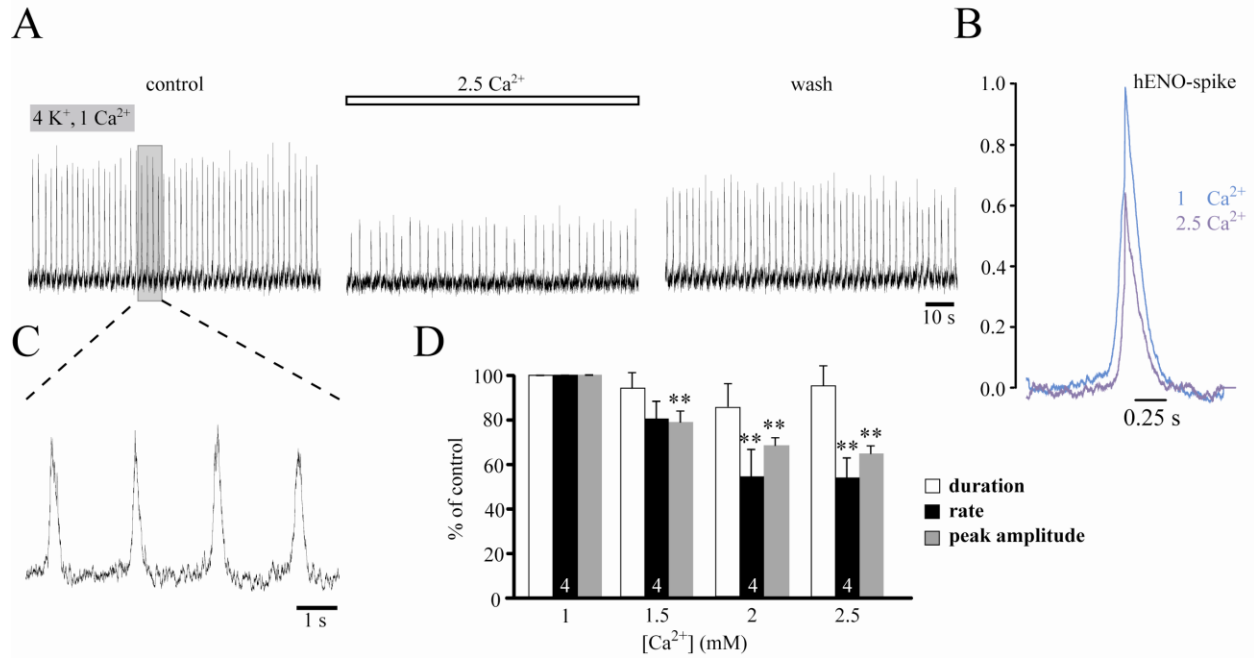 A
control
2.5 Ca²⁺
wash
4 K⁺, 1 Ca²⁺
10 s
B
hENO-spike
1.0
0.8
0.6
0.4
0.2
0.0
1 Ca²⁺
2.5 Ca²⁺
0.25 s
C
1 s
D
% of control
100
80
60
40
20
0
**
** **
** **
4 4 4 4
1 1.5 2 2.5
[Ca²⁺] (mM)
duration
rate
peak amplitude